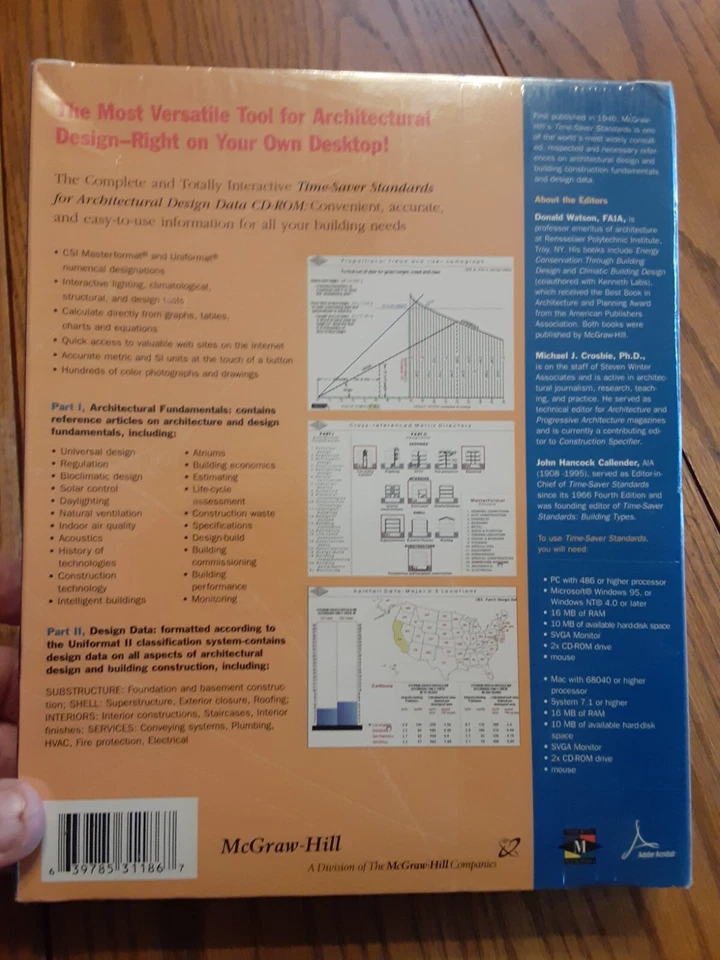 The Most Versatile Tool for Architectural
Design–Right on Your Own Desktop!
The Complete and Totally Interactive Time-Saver Standards
for Architectural Design Data CD-ROM: Convenient, accurate,
and easy-to-use information for all your building needs
• CSI Masterformat® and Uniformat®
numerical designations
• Interactive lighting, climatological,
structural, and design tools
• Calculate directly from graphs, tables,
charts and equations
• Quick access to valuable web sites on the internet
• Accurate metric and SI units at the touch of a button
• Hundreds of color photographs and drawings
Part I, Architectural Fundamentals: contains
reference articles on architecture and design
fundamentals, including:
• Universal design
• Regulation
• Bioclimatic design
• Solar control
• Daylighting
• Natural ventilation
• Indoor air quality
• Acoustics
• History of
technologies
• Construction
technology
• Intelligent buildings
• Atriums
• Building economics
• Estimating
• Life-cycle
assessment
• Construction waste
• Specifications
• Design-build
• Building
commissioning
• Building
performance
• Monitoring
Part II, Design Data: formatted according to
the Uniformat II classification system-contains
design data on all aspects of architectural
design and building construction, including:
SUBSTRUCTURE: Foundation and basement construc-
tion; SHELL: Superstructure, Exterior closure, Roofing;
INTERIORS: Interior constructions, Staircases, Interior
finishes; SERVICES: Conveying systems, Plumbing,
HVAC, Fire protection, Electrical
Proportional tread and riser nomograph
Cross-referenced Matrix Directory
Rainfall Data: Major U.S Locations
California
6 39785 31186 7
McGraw-Hill
A Division of The McGraw-Hill Companies
First published in 1946, McGraw-
Hill's Time-Saver Standards is one
of the world's most widely consult-
ed, respected and necessary refer-
ences on architectural design and
building construction fundamentals
and design data.
About the Editors
Donald Watson, FAIA, is
professor emeritus of architecture
at Rensselaer Polytechnic Institute,
Troy, NY. His books include Energy
Conservation Through Building
Design and Climatic Building Design
(coauthored with Kenneth Labs),
which received the Best Book in
Architecture and Planning Award
from the American Publishers
Association. Both books were
published by McGraw-Hill.
Michael J. Crosbie, Ph.D.,
is on the staff of Steven Winter
Associates and is active in architec-
tural journalism, research, teach-
ing, and practice. He served as
technical editor for Architecture and
Progressive Architecture magazines
and is currently a contributing edi-
tor to Construction Specifier.
John Hancock Callender, AIA
(1908 -1995), served as Editor-in-
Chief of Time-Saver Standards
since its 1966 Fourth Edition and
was founding editor of Time-Saver
Standards: Building Types.
To use Time-Saver Standards,
you will need:
• PC with 486 or higher processor
• Microsoft® Windows 95, or
Windows NT® 4.0 or later
• 16 MB of RAM
• 10 MB of available hard-disk space
• SVGA Monitor
• 2x CD-ROM drive
• mouse
• Mac with 68040 or higher
processor
• System 7.1 or higher
• 16 MB of RAM
• 10 MB of available hard-disk
space
• SVGA Monitor
• 2x CD-ROM drive
• mouse
M
Adobe Acrobat